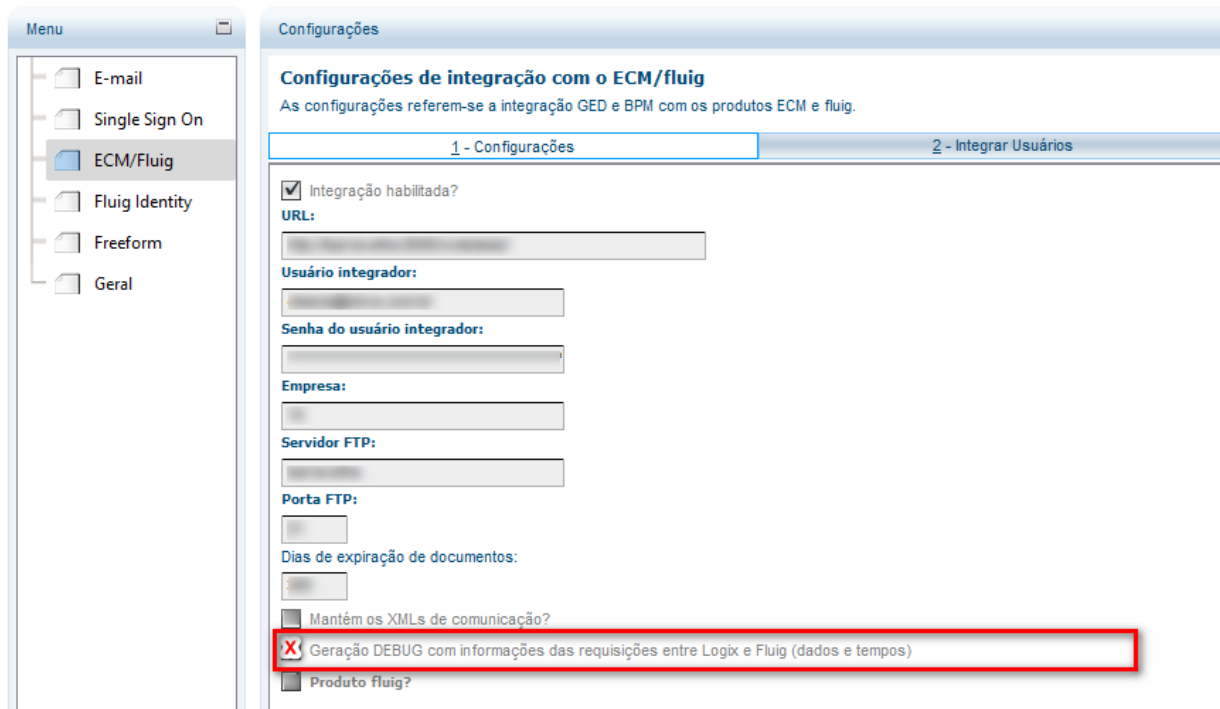 Menu
E-mail
Single Sign On
ECM/Fluig
Fluig Identity
Freeform
Geral
Configurações
Configurações de integração com o ECM/fluig
As configurações referem-se a integração GED e BPM com os produtos ECM e fluig.
1 - Configurações
2 - Integrar Usuários
Integração habilitada?
URL:
Usuário integrador:
Senha do usuário integrador:
Empresa:
Servidor FTP:
Porta FTP:
Dias de expiração de documentos:
Mantém os XMLs de comunicação?
X Geração DEBUG com informações das requisições entre Logix e Fluig (dados e tempos)
Produto fluig?